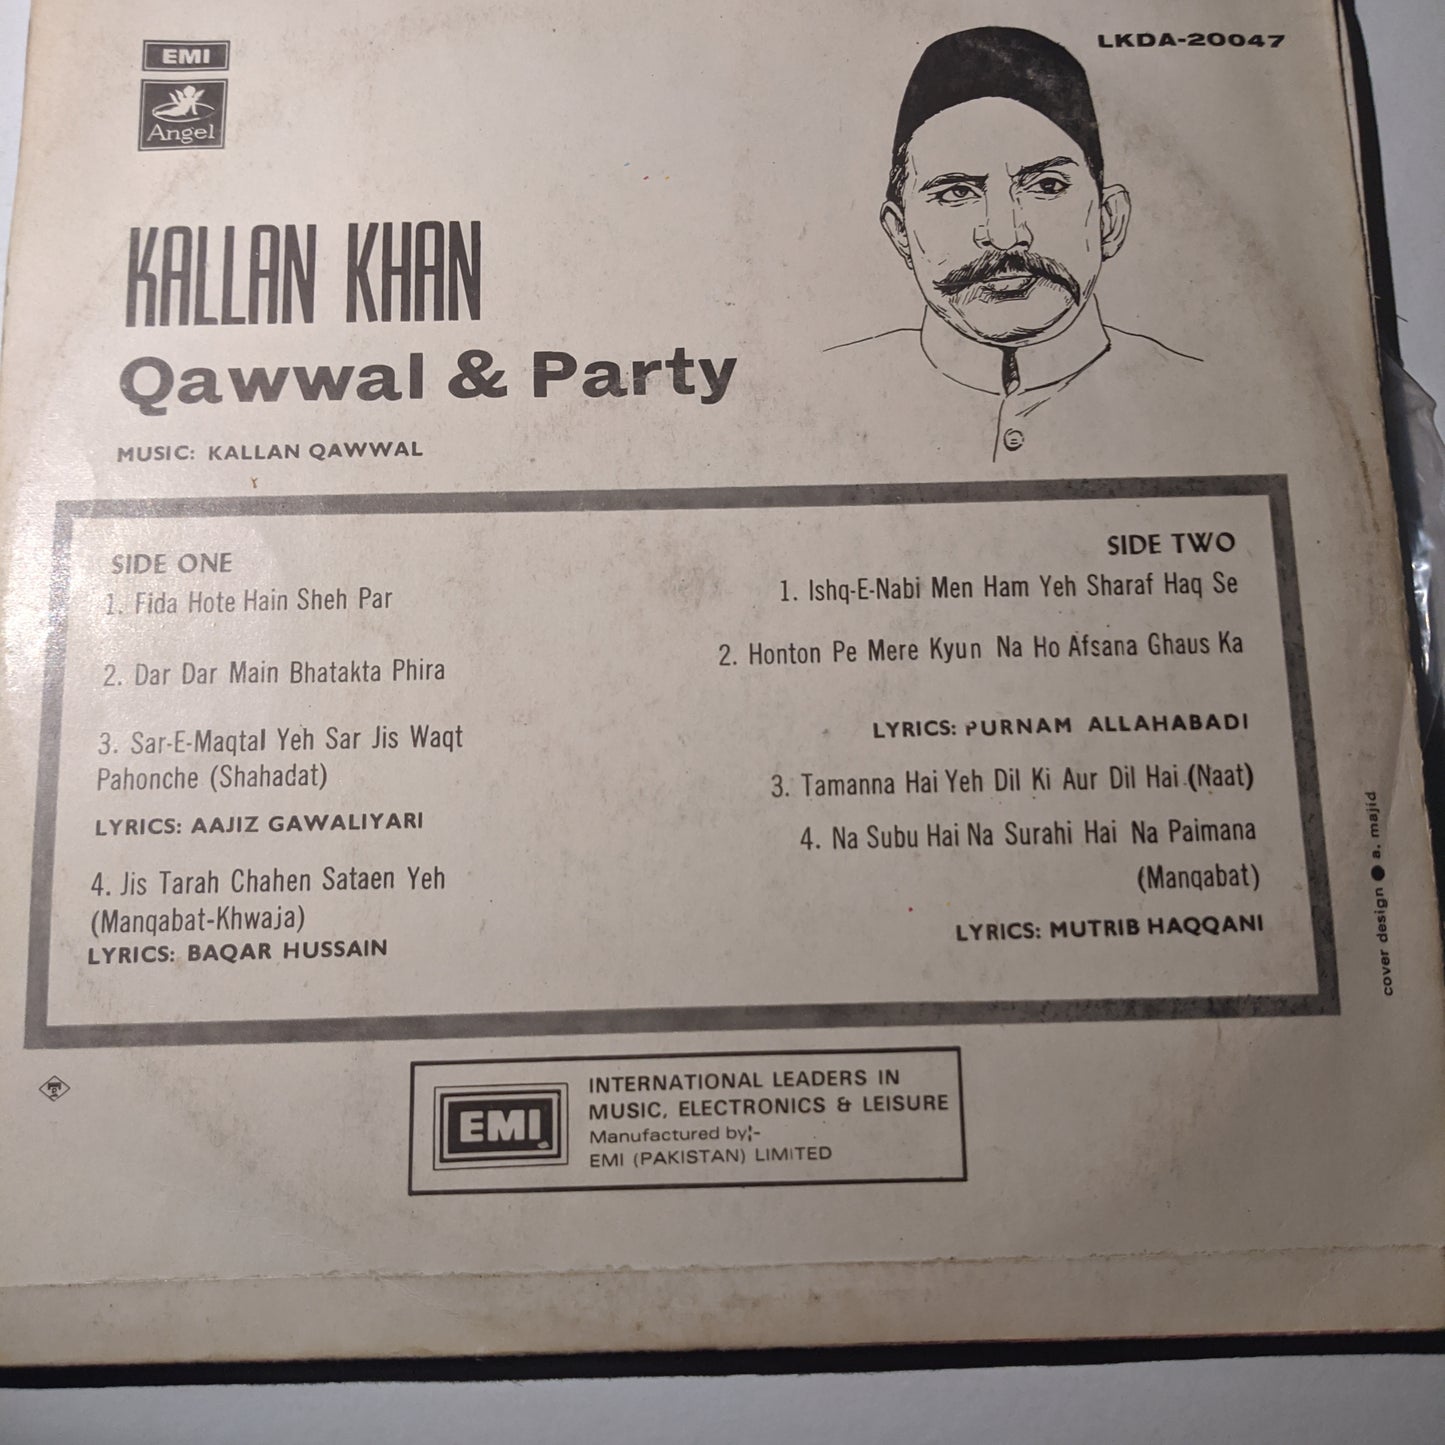 EMI
Angel
LKDA-20047
KALLAN KHAN
Qawwal & Party
MUSIC: KALLAN QAWWAL
SIDE ONE
1. Fida Hote Hain Sheh Par
2. Dar Dar Main Bhatakta Phira
3. Sar-E-Maqtal Yeh Sar Jis Waqt
Pahonche (Shahadat)
LYRICS: AAJIZ GAWALIYARI
4. Jis Tarah Chahen Sataen Yeh
(Manqabat-Khwaja)
LYRICS: BAQAR HUSSAIN
SIDE TWO
1. Ishq-E-Nabi Men Ham Yeh Sharaf Haq Se
2. Honton Pe Mere Kyun Na Ho Afsana Ghaus Ka
LYRICS: PURNAM ALLAHABADI
3. Tamanna Hai Yeh Dil Ki Aur Dil Hai (Naat)
4. Na Subu Hai Na Surahi Hai Na Paimana
(Manqabat)
LYRICS: MUTRIB HAQQANI
cover design ● a. majid
EMI
INTERNATIONAL LEADERS IN
MUSIC, ELECTRONICS & LEISURE
Manufactured by:-
EMI (PAKISTAN) LIMITED